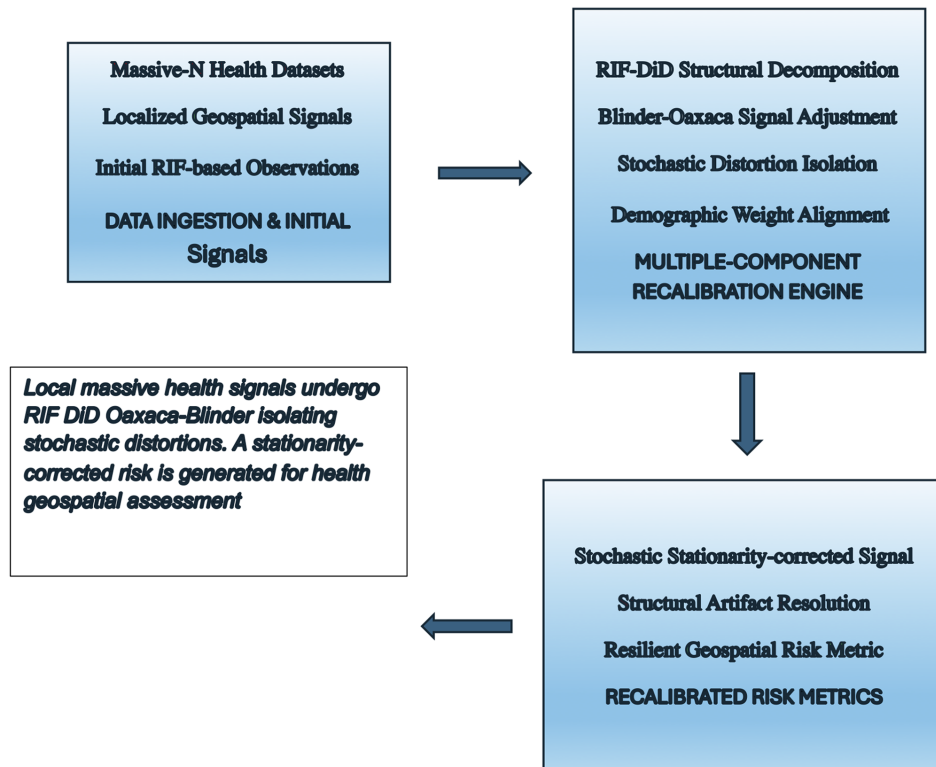 Massive-N Health Datasets
Localized Geospatial Signals
Initial RIF-based Observations
DATA INGESTION & INITIAL
Signals
RIF-DiD Structural Decomposition
Blinder-Oaxaca Signal Adjustment
Stochastic Distortion Isolation
Demographic Weight Alignment
MULTIPLE-COMPONENT
RECALIBRATION ENGINE
Stochastic Stationarity-corrected Signal
Structural Artifact Resolution
Resilient Geospatial Risk Metric
RECALIBRATED RISK METRICS
Local massive health signals undergo
RIF DiD Oaxaca-Blinder isolating
stochastic distortions. A stationarity-
corrected risk is generated for health
geospatial assessment